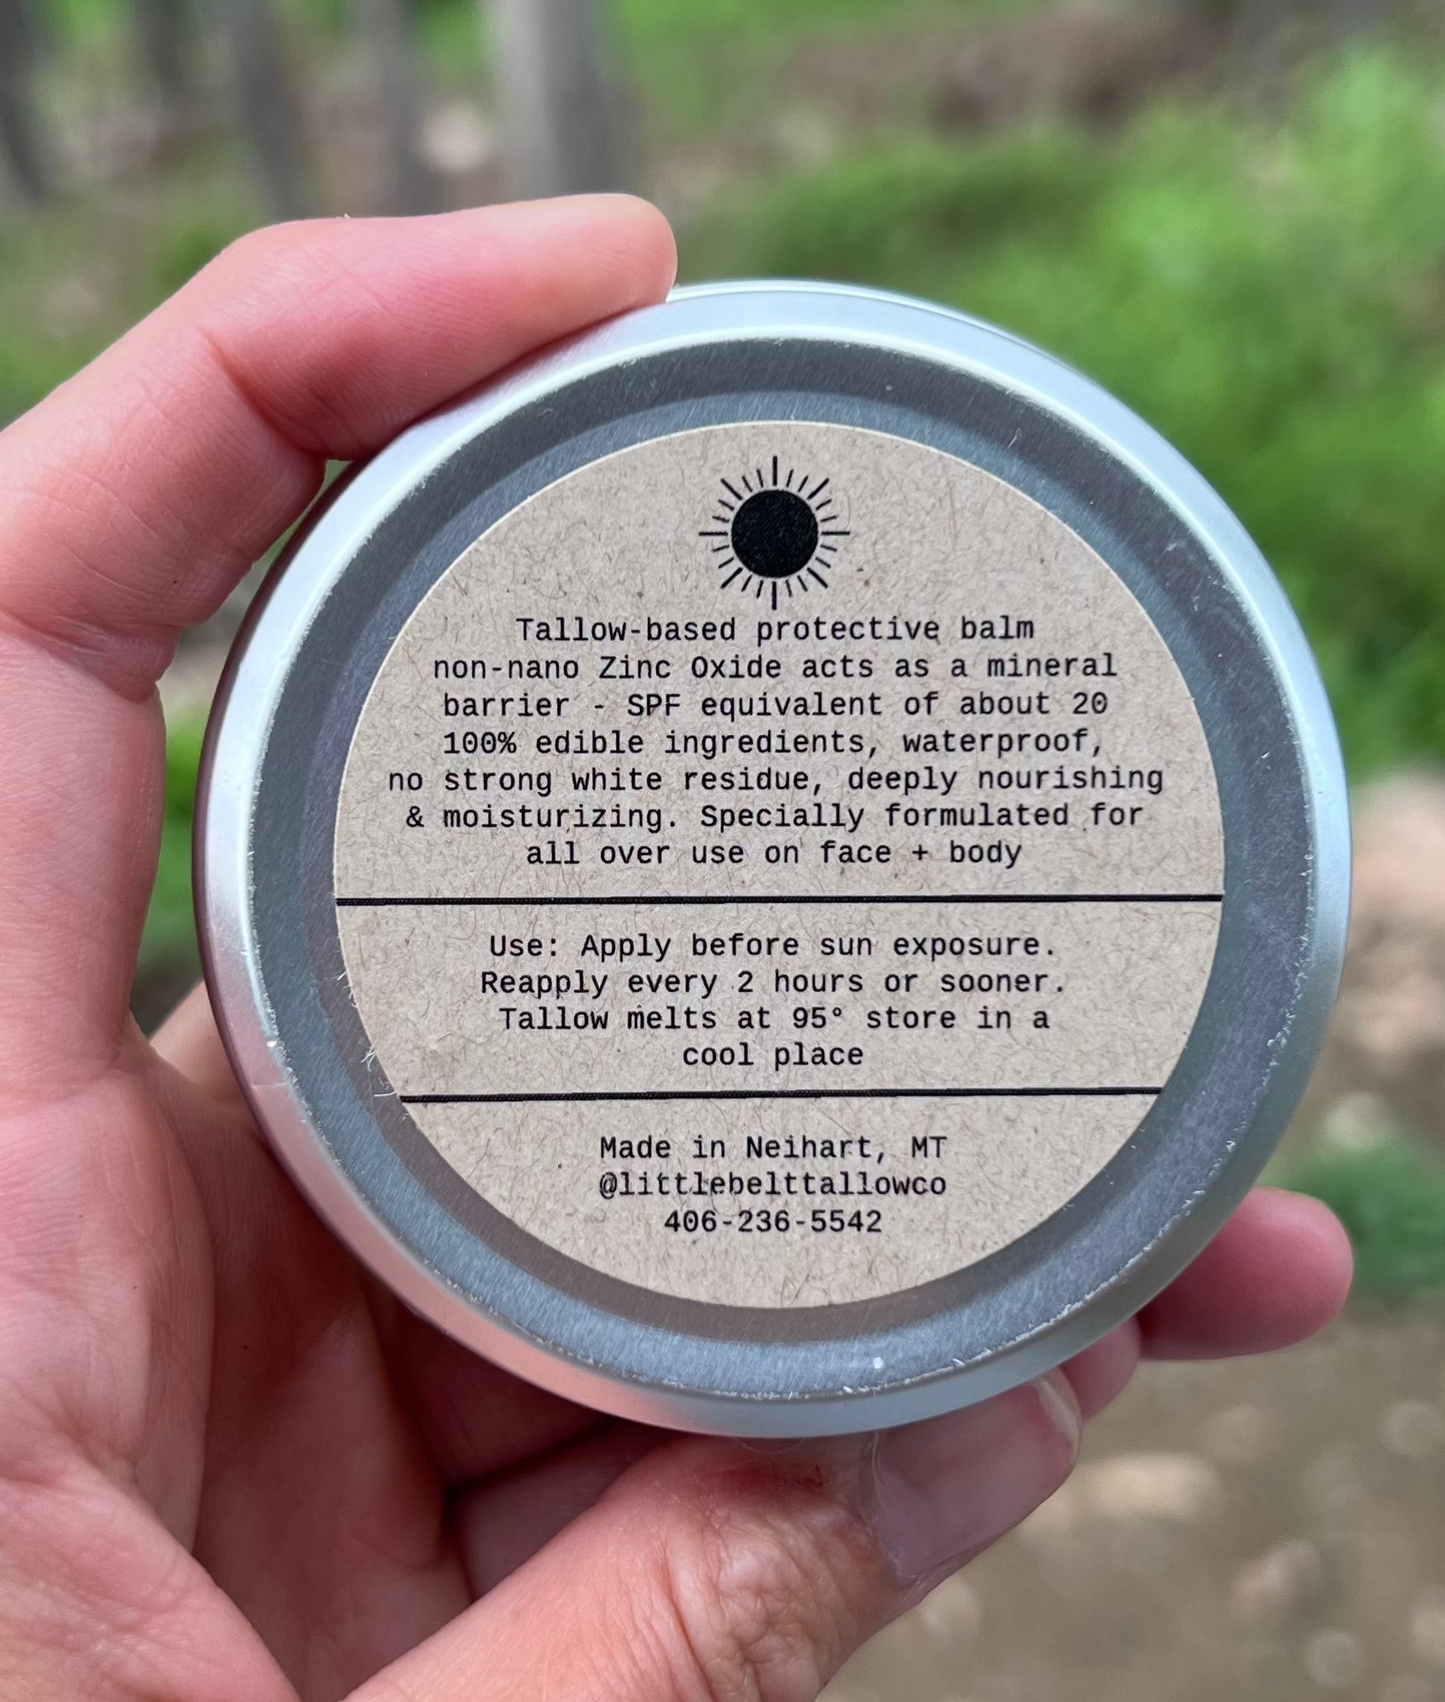 Tallow-based protective balm
non-nano Zinc Oxide acts as a mineral
barrier - SPF equivalent of about 20
100% edible ingredients, waterproof,
no strong white residue, deeply nourishing
& moisturizing. Specially formulated for
all over use on face + body
Use: Apply before sun exposure.
Reapply every 2 hours or sooner.
Tallow melts at 95° store in a
cool place
Made in Neihart, MT
@littlebelttallowco
406-236-5542